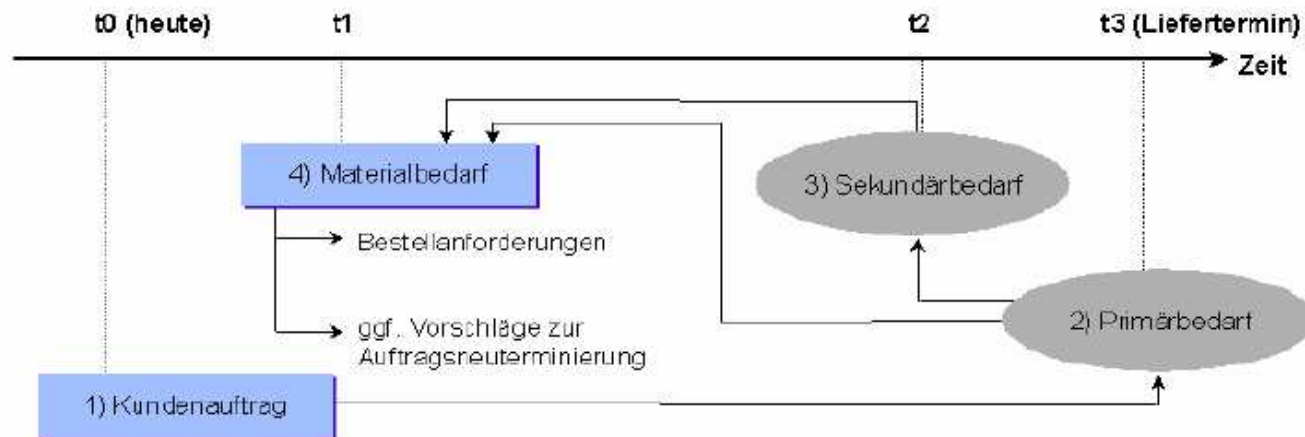 t0 (heute) t1 t2 t3 (Liefertermin)
Zeit
4) Materialbedarf
3) Sekundärbedarf
Bestellanforderungen
2) Primärbedarf
ggf. Vorschläge zur
Auftragsneuterminierung
1) Kundenauftrag